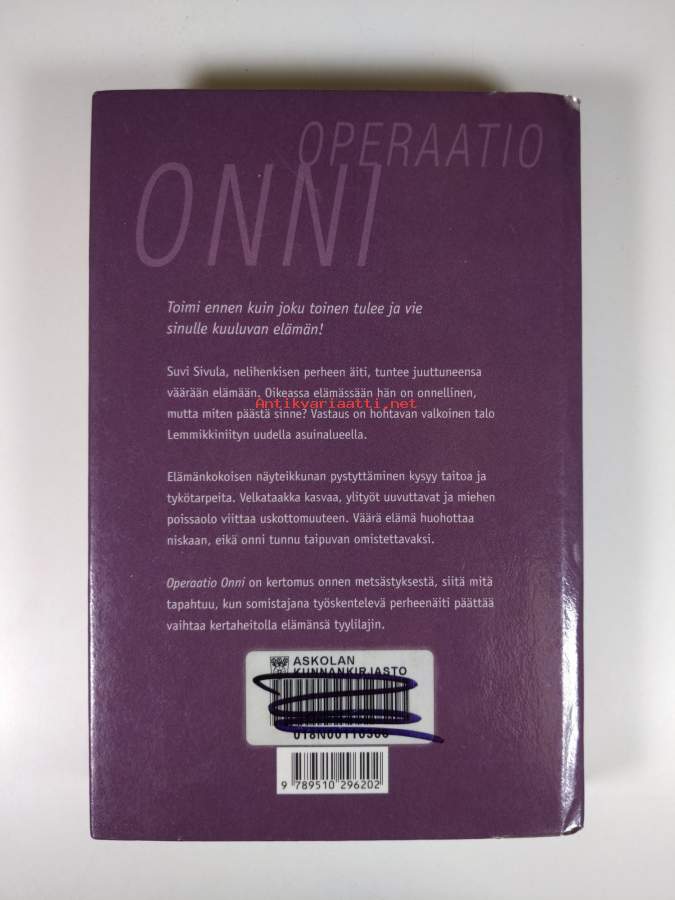 OPERAATIO
ONNI
Toimi ennen kuin joku toinen tulee ja vie
sinulle kuuluvan elämän!
Suvi Sivula, nelihenkisen perheen äiti, tuntee juuttuneensa
väärään elämään. Oikeassa elämässään hän on onnellinen,
Antikvariaatti.net
mutta miten päästä sinne? Vastaus on hohtavan valkoinen talo
Lemmikkiniityn uudella asuinalueella.
Elämänkokoisen näyteikkunan pystyttäminen kysyy taitoa ja
tykötarpeita. Velkataakka kasvaa, ylityöt uuvuttavat ja miehen
poissaolo viittaa uskottomuuteen. Väärä elämä huohottaa
niskaan, eikä onni tunnu taipuvan omistettavaksi.
Operaatio Onni on kertomus onnen metsästyksestä, siitä mitä
tapahtuu, kun somistajana työskentelevä perheenäiti päättää
vaihtaa kertaheitolla elämänsä tyylilajin.
ASKOLAN
KUNNANKIRJASTO
9 789510 296202